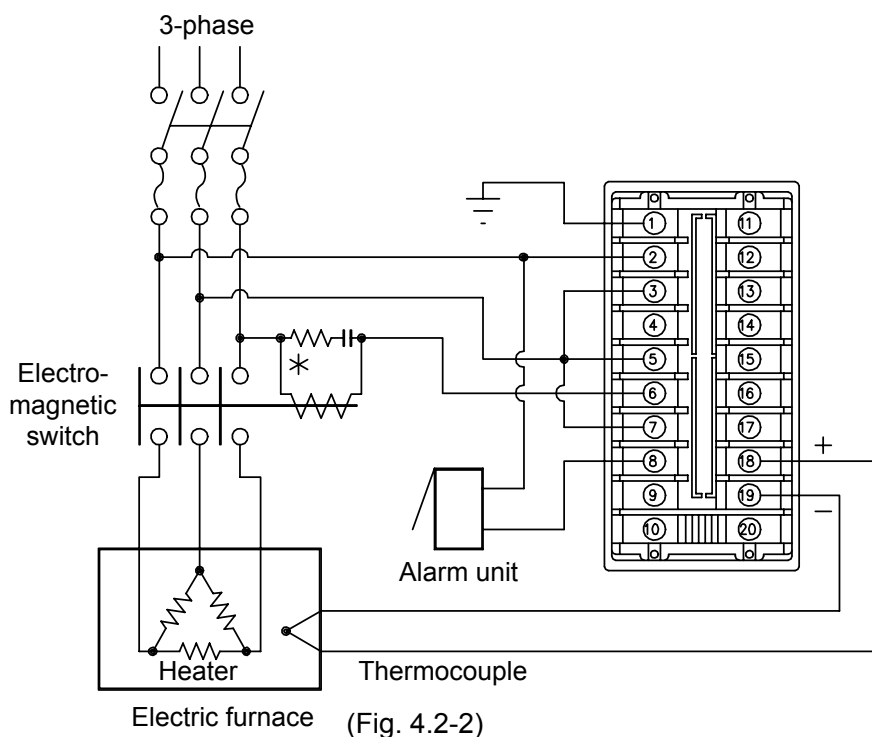 3-phase
1 11
2 12
3 13
4 14
5 15
6 16
7 17
8 18 +
9 19 −
10 20
*
Electro-
magnetic
switch
Alarm unit
Heater
Thermocouple
Electric furnace
(Fig. 4.2-2)